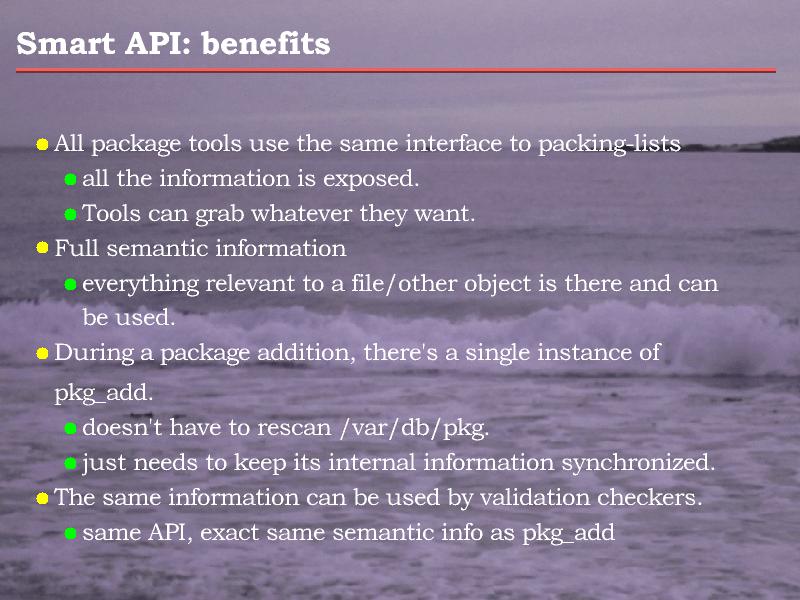 Smart API: benefits
All package tools use the same interface to packing-lists
all the information is exposed.
Tools can grab whatever they want.
Full semantic information
everything relevant to a file/other object is there and can
be used.
During a package addition, there's a single instance of
pkg_add.
doesn't have to rescan /var/db/pkg.
just needs to keep its internal information synchronized.
The same information can be used by validation checkers.
same API, exact same semantic info as pkg_add